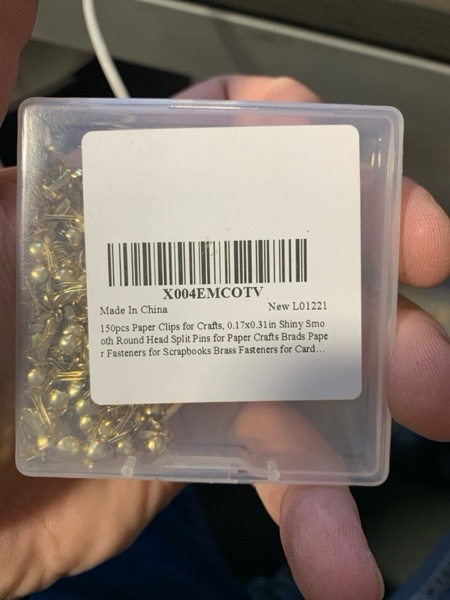 X004EMCOTV
Made In China New L01221
150pcs Paper Clips for Crafts, 0.17x0.31in Shiny Smo
oth Round Head Split Pins for Paper Crafts Brads Pape
r Fasteners for Scrapbooks Brass Fasteners for Card...